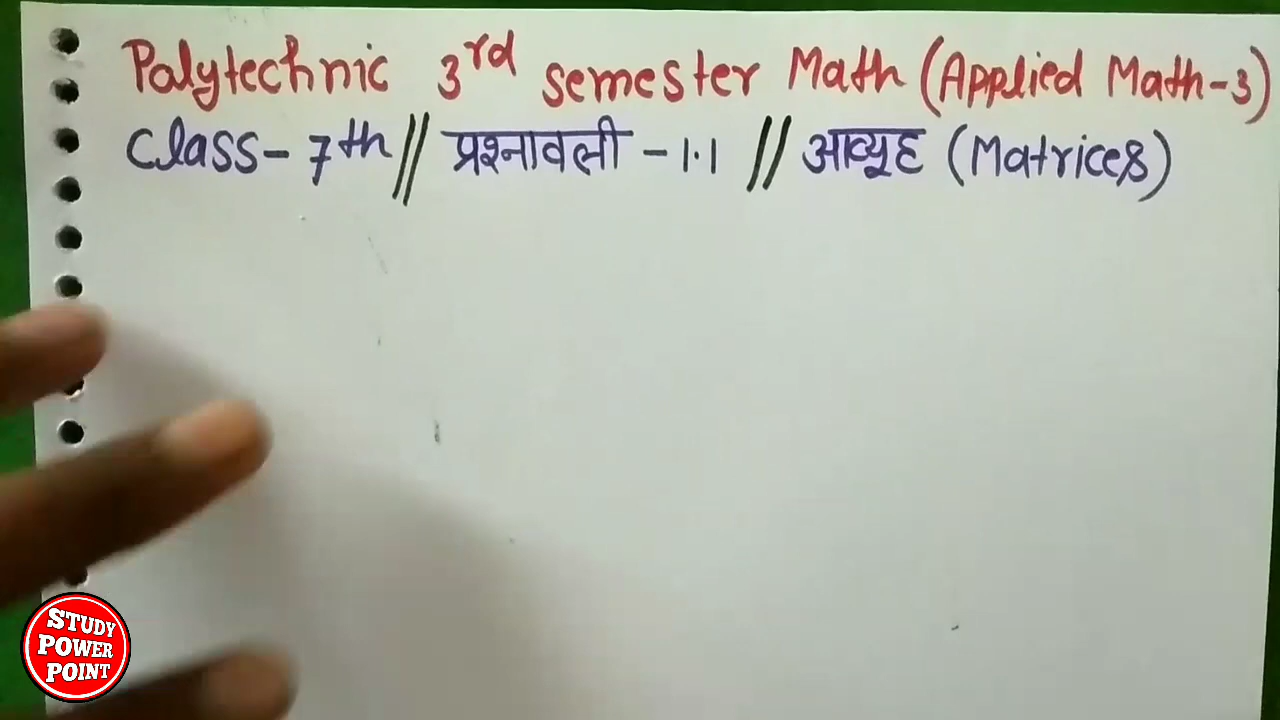 Polytechnic 3rd semester Math (Applied Math-3)
Class-7th // प्रश्नावली -1.1 // आव्यूह (Matrices)
STUDY
POWER
POINT